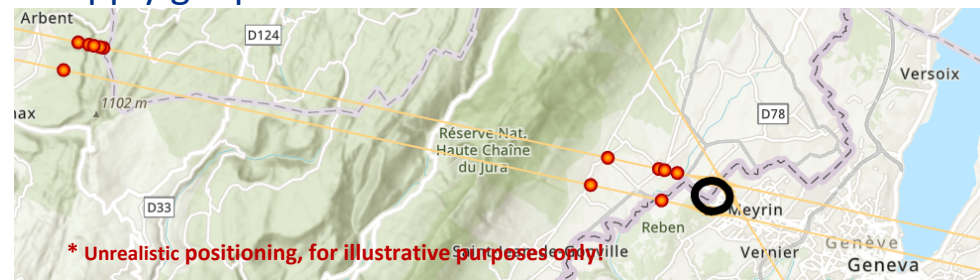 Arbent
D124
Versoix
1102 m
D78
Réserve Nat.
Haute Chaîne
du Jura
D33
Meyrin
Reben
* Unrealistic positioning, for illustrative purposes only!
Vernier
Genève
Geneva